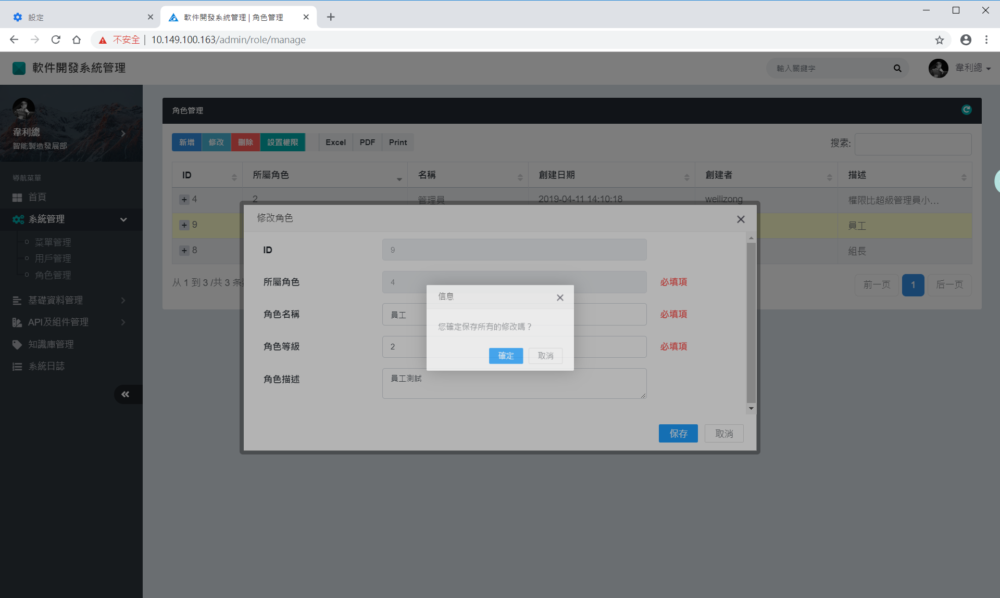 設定
軟件開發系統管理 | 角色管理
不安全 | 10.149.100.163/admin/role/manage
軟件開發系統管理
輸入關鍵字
韋利總
韋利總
智能製造發展部
導航菜單
首頁
系統管理
菜單管理
用戶管理
角色管理
基礎資料管理
API及組件管理
知識庫管理
系統日誌
角色管理
新增 修改 刪除 設置權限 Excel PDF Print
搜索:
ID 所屬角色 名稱 創建日期 創建者 描述
+ 4 2 管理員 2019-04-11 14:10:18 weilizong 權限比超級管理員小...
+ 9 員工
+ 8 組長
从 1 到 3 /共 3 条
前一页 1 后一页
修改角色
ID 9
所屬角色 4 必填項
角色名稱 員工 必填項
角色等級 2 必填項
角色描述 員工測試
保存 取消
信息
您確定保存所有的修改嗎？
確定 取消